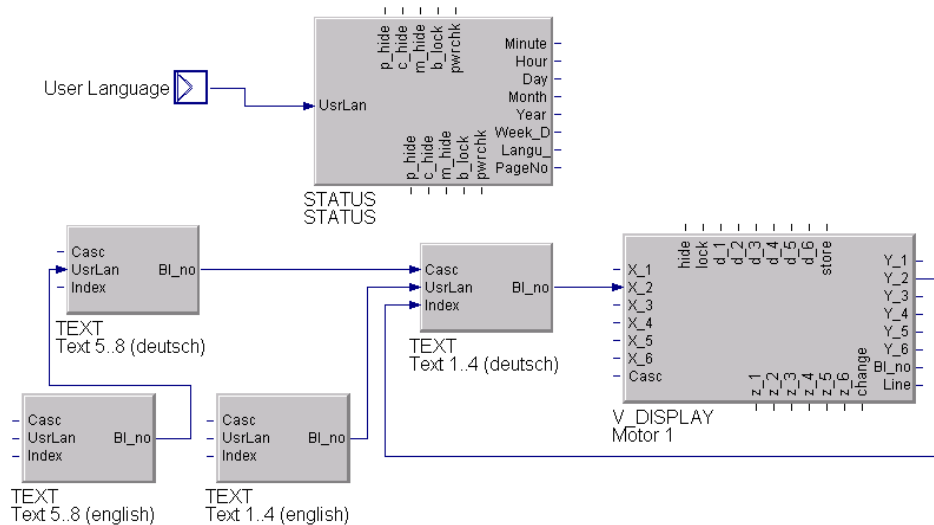 User Language
p_hide
c_hide
m_hide
b_lock
pwrchk
UsrLan
Minute
Hour
Day
Month
Year
Week_D
Langu_
PageNo
p_hide
c_hide
m_hide
b_lock
pwrchk
STATUS
STATUS
Casc
UsrLan
Index
Bl_no
TEXT
Text 5..8 (deutsch)
Casc
UsrLan
Index
Bl_no
TEXT
Text 1..4 (deutsch)
hide
lock
d_1
d_2
d_3
d_4
d_5
d_6
store
X_1
X_2
X_3
X_4
X_5
X_6
Casc
Y_1
Y_2
Y_3
Y_4
Y_5
Y_6
Bl_no
Line
z_1
z_2
z_3
z_4
z_5
z_6
change
V_DISPLAY
Motor 1
Casc
UsrLan
Index
Bl_no
TEXT
Text 5..8 (english)
Casc
UsrLan
Index
Bl_no
TEXT
Text 1..4 (english)